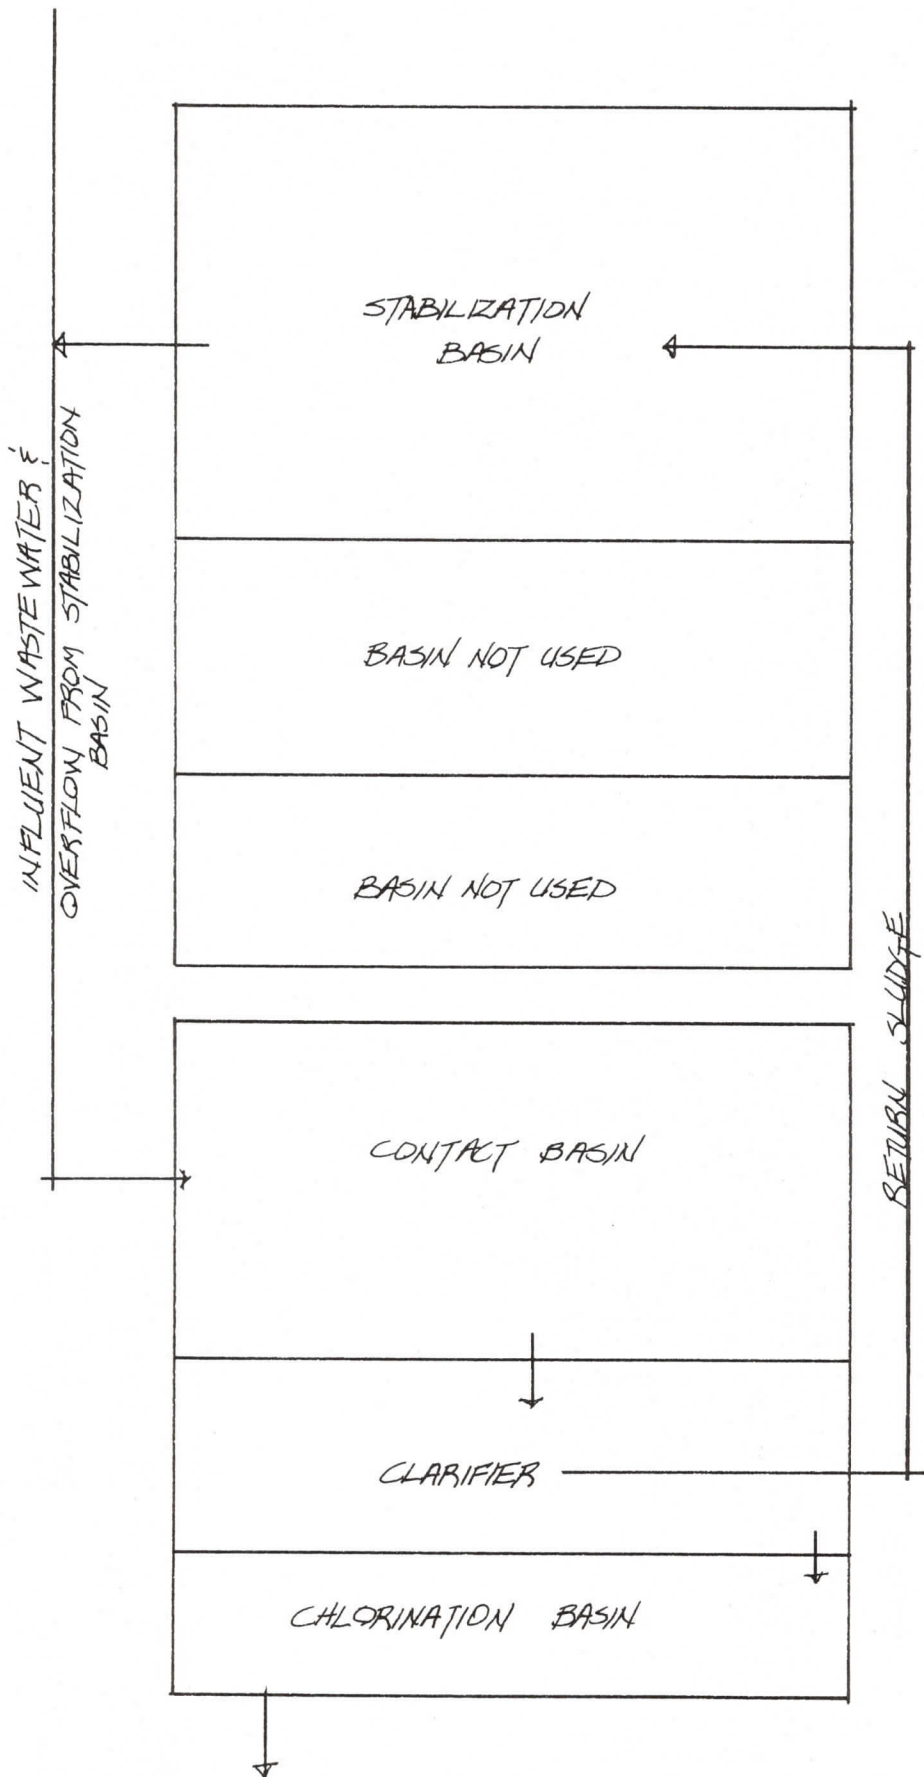 STABILIZATION
BASIN
INFLUENT WASTEWATER &
OVERFLOW FROM STABILIZATION
BASIN
BASIN NOT USED
BASIN NOT USED
RETURN SLUDGE
CONTACT BASIN
CLARIFIER
CHLORINATION BASIN